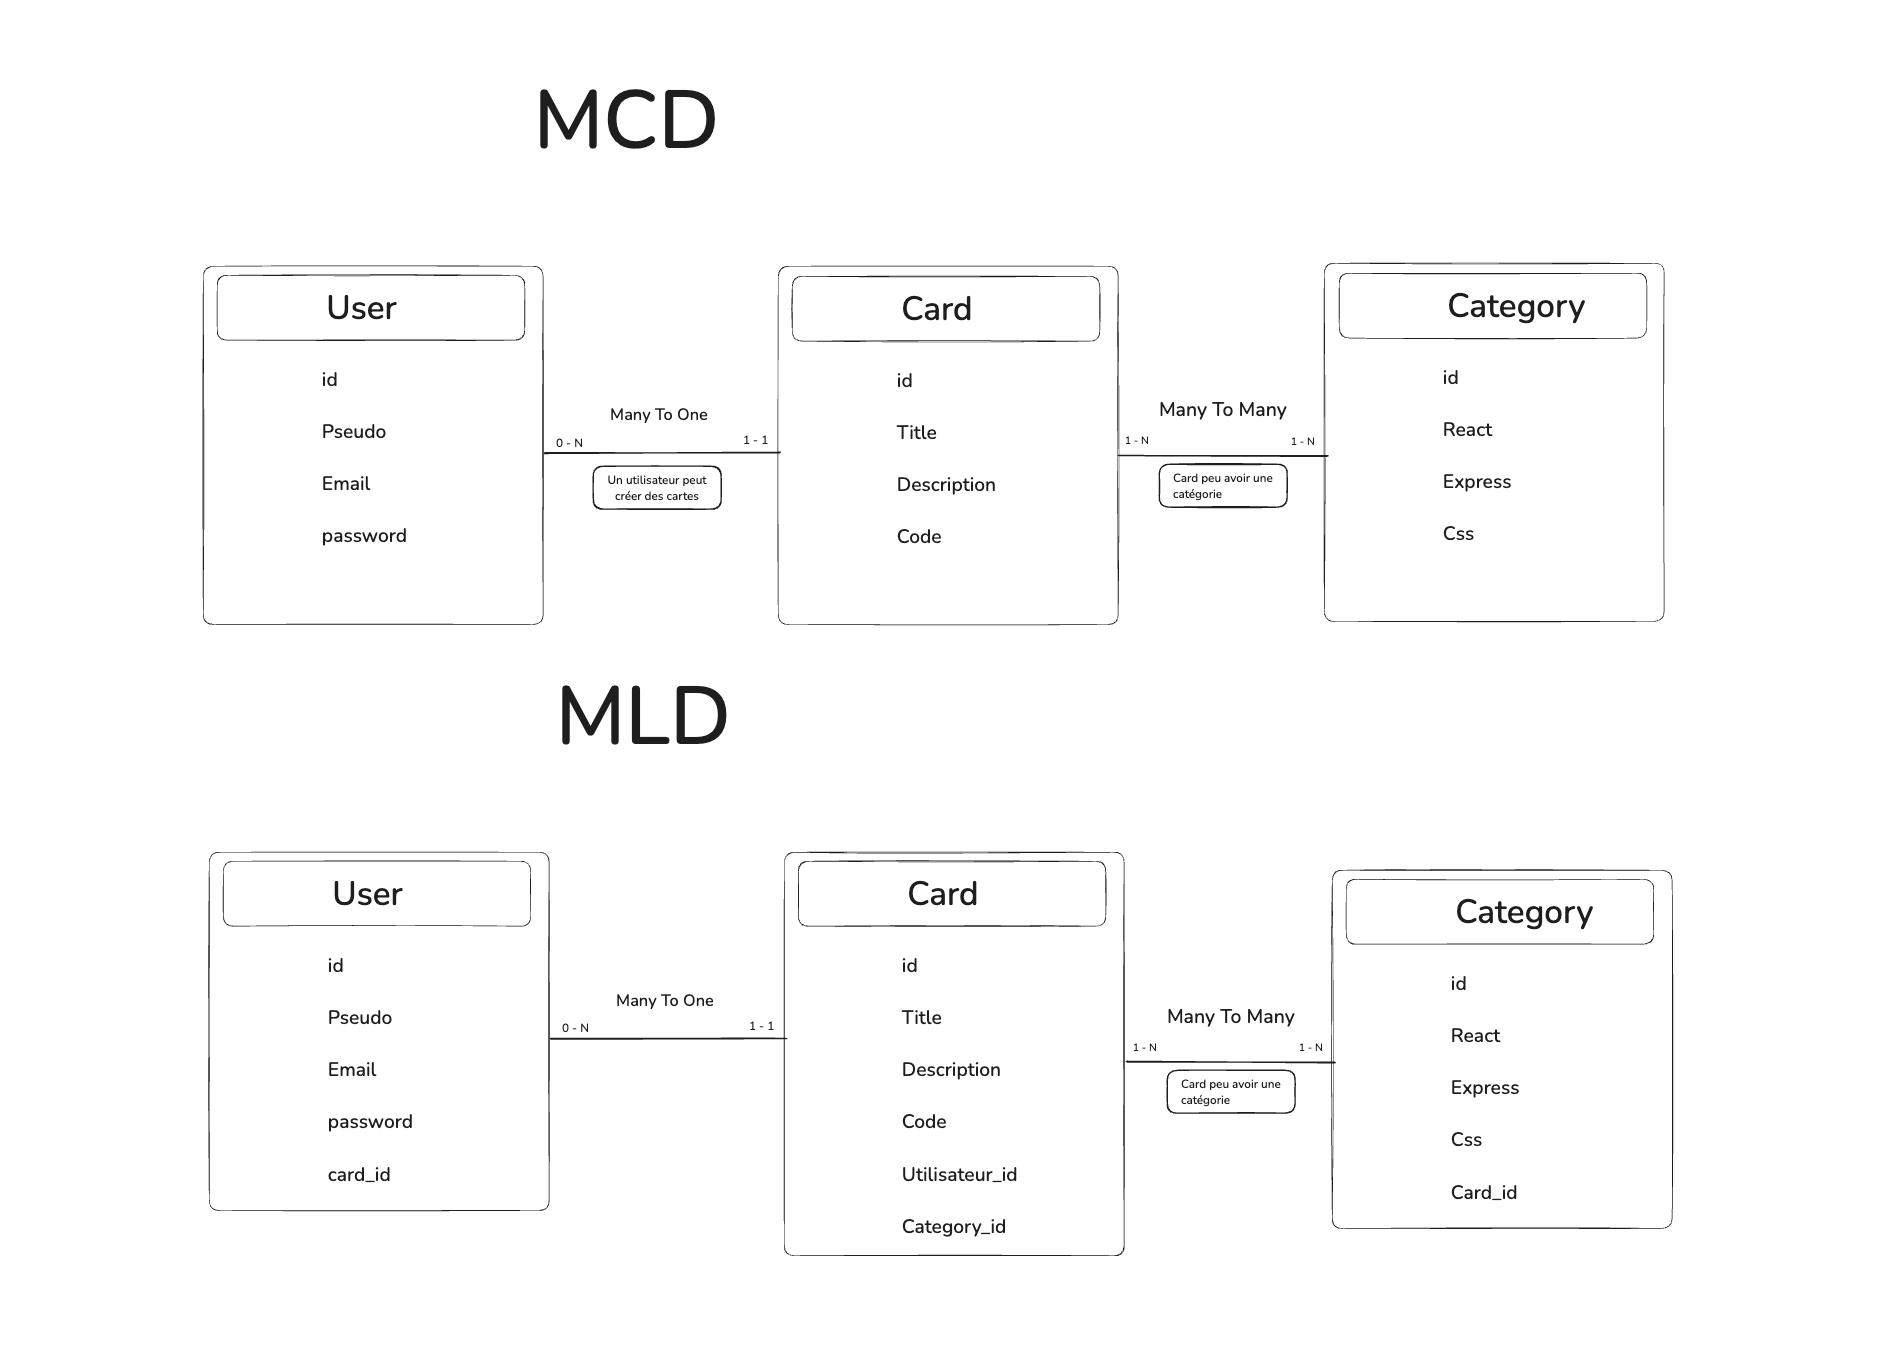 MCD
User
id
Pseudo
Email
password
Many To One
0 - N
1 - 1
Un utilisateur peut
créer des cartes
Card
id
Title
Description
Code
Many To Many
1 - N
1 - N
Card peu avoir une
catégorie
Category
id
React
Express
Css
MLD
User
id
Pseudo
Email
password
card_id
Many To One
0 - N
1 - 1
Card
id
Title
Description
Code
Utilisateur_id
Category_id
Many To Many
1 - N
1 - N
Card peu avoir une
catégorie
Category
id
React
Express
Css
Card_id